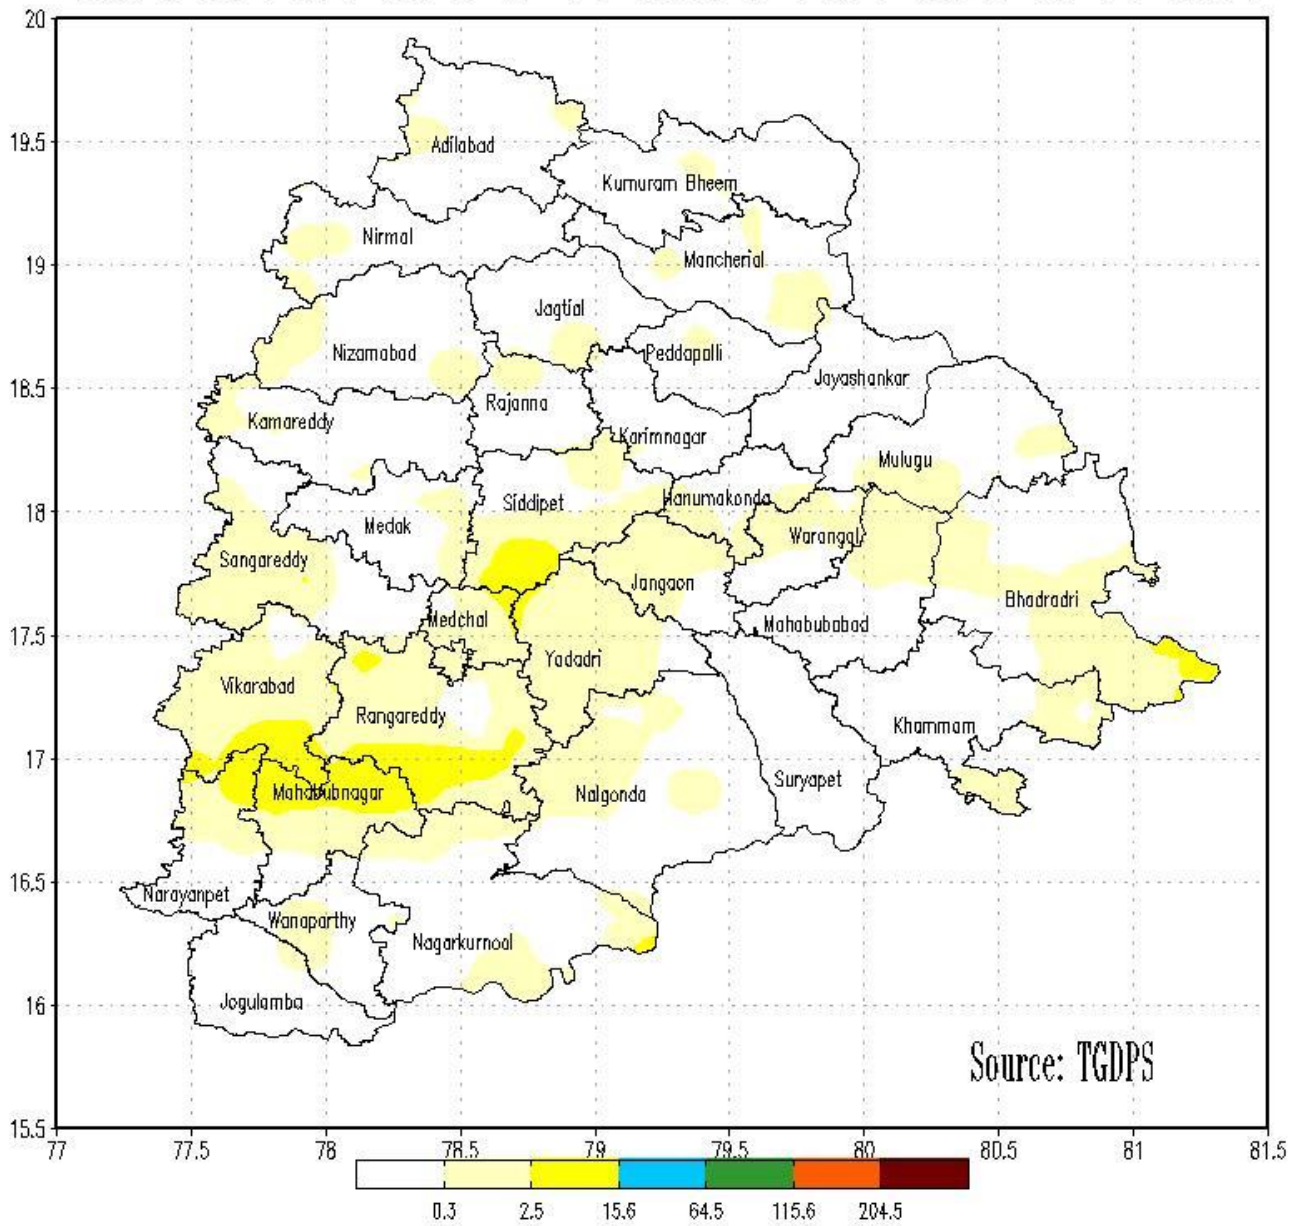 20
19.5
19
18.5
18
17.5
17
16.5
16
15.5
Adilabad
Kumuram Bheem
Nirmal
Mancherial
Jagtial
Nizamabad
Peddapalli
Jayashankar
Rajanna
Kamareddy
Karimnagar
Mulugu
Siddipet
Hanumakonda
Medak
Warangal
Sangareddy
Jangaon
Bhadradri
Medchal
Mahabubabad
Yadadri
Vikarabad
Rangareddy
Khammam
Suryapet
Mahabubnagar
Nalgonda
Narayanpet
Wanaparthy
Nagarkurnool
Jogulamba
Source: TGDPS
77 77.5 78 78.5 79 79.5 80 80.5 81 81.5
0.3 2.5 15.6 64.5 115.6 204.5